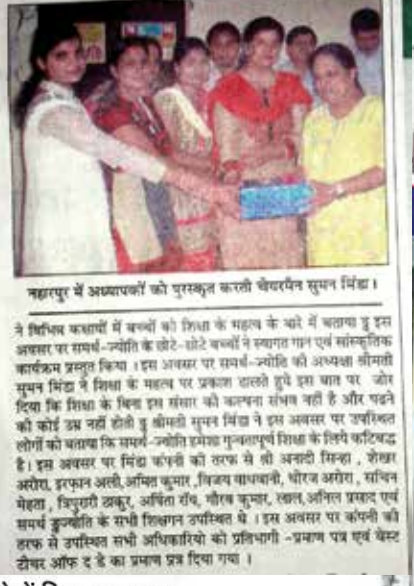 नहारपुर में अध्यापकों को पुरस्कृत करती चेयरमैन सुमन मिंडा।
ने विभिन्न कक्षायों में बच्चों को शिक्षा के महत्व के बारे में बताया डू इस
अवसर पर समर्थ-ज्योति के छोटे-छोटे बच्चों ने स्वागत गान एवं सांस्कृतिक
कार्यक्रम प्रस्तुत किया ।इस अवसर पर समर्थ-ज्योति की अध्यक्षा श्रीमती
सुमन मिंडा ने शिक्षा के महत्व पर प्रकाश डालते हुये इस बात पर जोर
दिया कि शिक्षा के बिना इस संसार की कल्पना संभव नहीं है और पढने
की कोई उम्र नहीं होती डू श्रीमती सुमन मिंडा ने इस अवसर पर उपस्थित
लोगों को बताया कि समर्थ-ज्योति हमेशा गुन्वतापूर्ण शिक्षा के लिये कटिबद्ध
है। इस अवसर पर मिंडा कंपनी की तरफ से श्री अनादी सिन्हा , शेखर
अरोरा, इरफान अली,अमित कुमार ,विजय वाधवानी, धीरज अरोरा , सचिन
मेहता , त्रिपुरारी ठाकुर, अर्षिता रॉय, गौरव कुमार, लाल,अनिल प्रसाद एवं
समर्थ डूज्योति के सभी शिक्षगन उपस्थित थे । इस अवसर पर कंपनी की
तरफ से उपस्थित सभी अधिकारियो को प्रतिभागी -प्रमाण पत्र एवं बेस्ट
टीचर ऑफ द डे का प्रमाण प्रत्र दिया गया ।